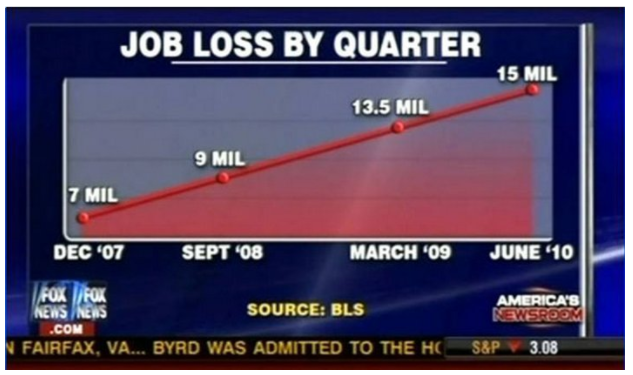 JOB LOSS BY QUARTER
15 MIL
13.5 MIL
9 MIL
7 MIL
DEC '07 SEPT '08 MARCH '09 JUNE '10
FOX NEWS FOX NEWS
.COM
SOURCE: BLS
AMERICA'S
NEWSROOM
FAIRFAX, VA... BYRD WAS ADMITTED TO THE S&P 3.08